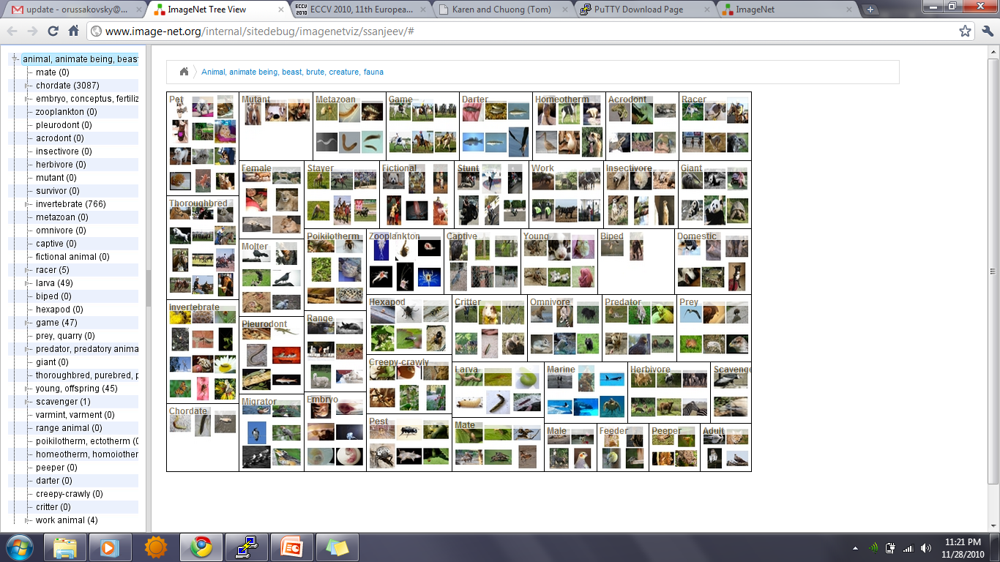 update - orussakovsky@...
ImageNet Tree View
ECCV 2010
ECCV 2010, 11th Europea...
Karen and Chuong (Tom)
PuTTY Download Page
ImageNet
www.image-net.org/internal/sitedebug/imagenetviz/ssanjeev/#
animal, animate being, beas
mate (0)
chordate (3087)
embryo, conceptus, fertiliz
zooplankton (0)
pleurodont (0)
acrodont (0)
insectivore (0)
herbivore (0)
mutant (0)
survivor (0)
invertebrate (766)
metazoan (0)
omnivore (0)
captive (0)
fictional animal (0)
racer (5)
larva (49)
biped (0)
hexapod (0)
game (47)
prey, quarry (0)
predator, predatory anima
giant (0)
thoroughbred, purebred, p
young, offspring (45)
scavenger (1)
varmint, varment (0)
range animal (0)
poikilotherm, ectotherm (0
homeotherm, homoiother
peeper (0)
darter (0)
creepy-crawly (0)
critter (0)
work animal (4)
Animal, animate being, beast, brute, creature, fauna
Pet
Mutant
Metazoan
Game
Darter
Homeotherm
Acrodont
Racer
Female
Stayer
Fictional
Stunt
Work
Insectivore
Giant
Thoroughbred
Molter
Poikilotherm
Zooplankton
Captive
Young
Biped
Domestic
Invertebrate
Pleurodont
Range
Hexapod
Critter
Omnivore
Predator
Prey
Creepy-crawly
Larva
Marine
Herbivore
Scavenge
Chordate
Migrator
Embryo
Pest
Mate
Male
Feeder
Peeper
Adult
11:21 PM
11/28/2010